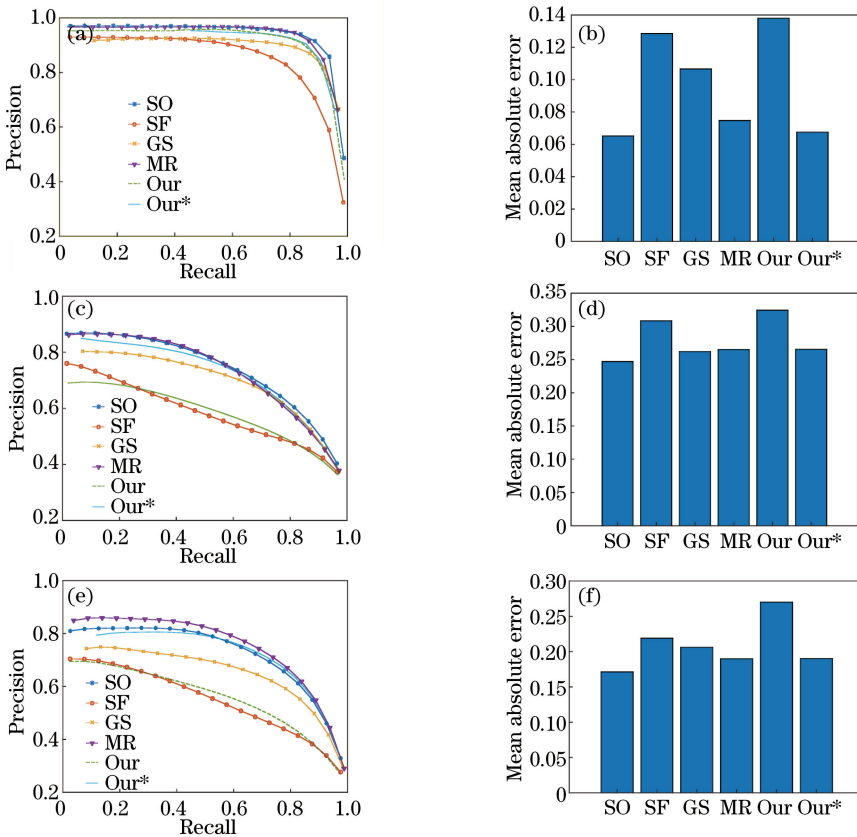 (a)
1.0
0.8
0.6
0.4
0.2
Precision
SO
SF
GS
MR
Our
Our*
0 0.2 0.4 0.6 0.8 1.0
Recall
(b)
0.14
0.12
0.10
0.08
0.06
0.04
0.02
0
Mean absolute error
SO SF GS MR Our Our*
(c)
1.0
0.8
0.6
0.4
0.2
Precision
SO
SF
GS
MR
Our
Our*
0 0.2 0.4 0.6 0.8 1.0
Recall
(d)
0.35
0.30
0.25
0.20
0.15
0.10
0.05
0
Mean absolute error
SO SF GS MR Our Our*
(e)
1.0
0.8
0.6
0.4
0.2
Precision
SO
SF
GS
MR
Our
Our*
0 0.2 0.4 0.6 0.8 1.0
Recall
(f)
0.30
0.25
0.20
0.15
0.10
0.05
0
Mean absolute error
SO SF GS MR Our Our*